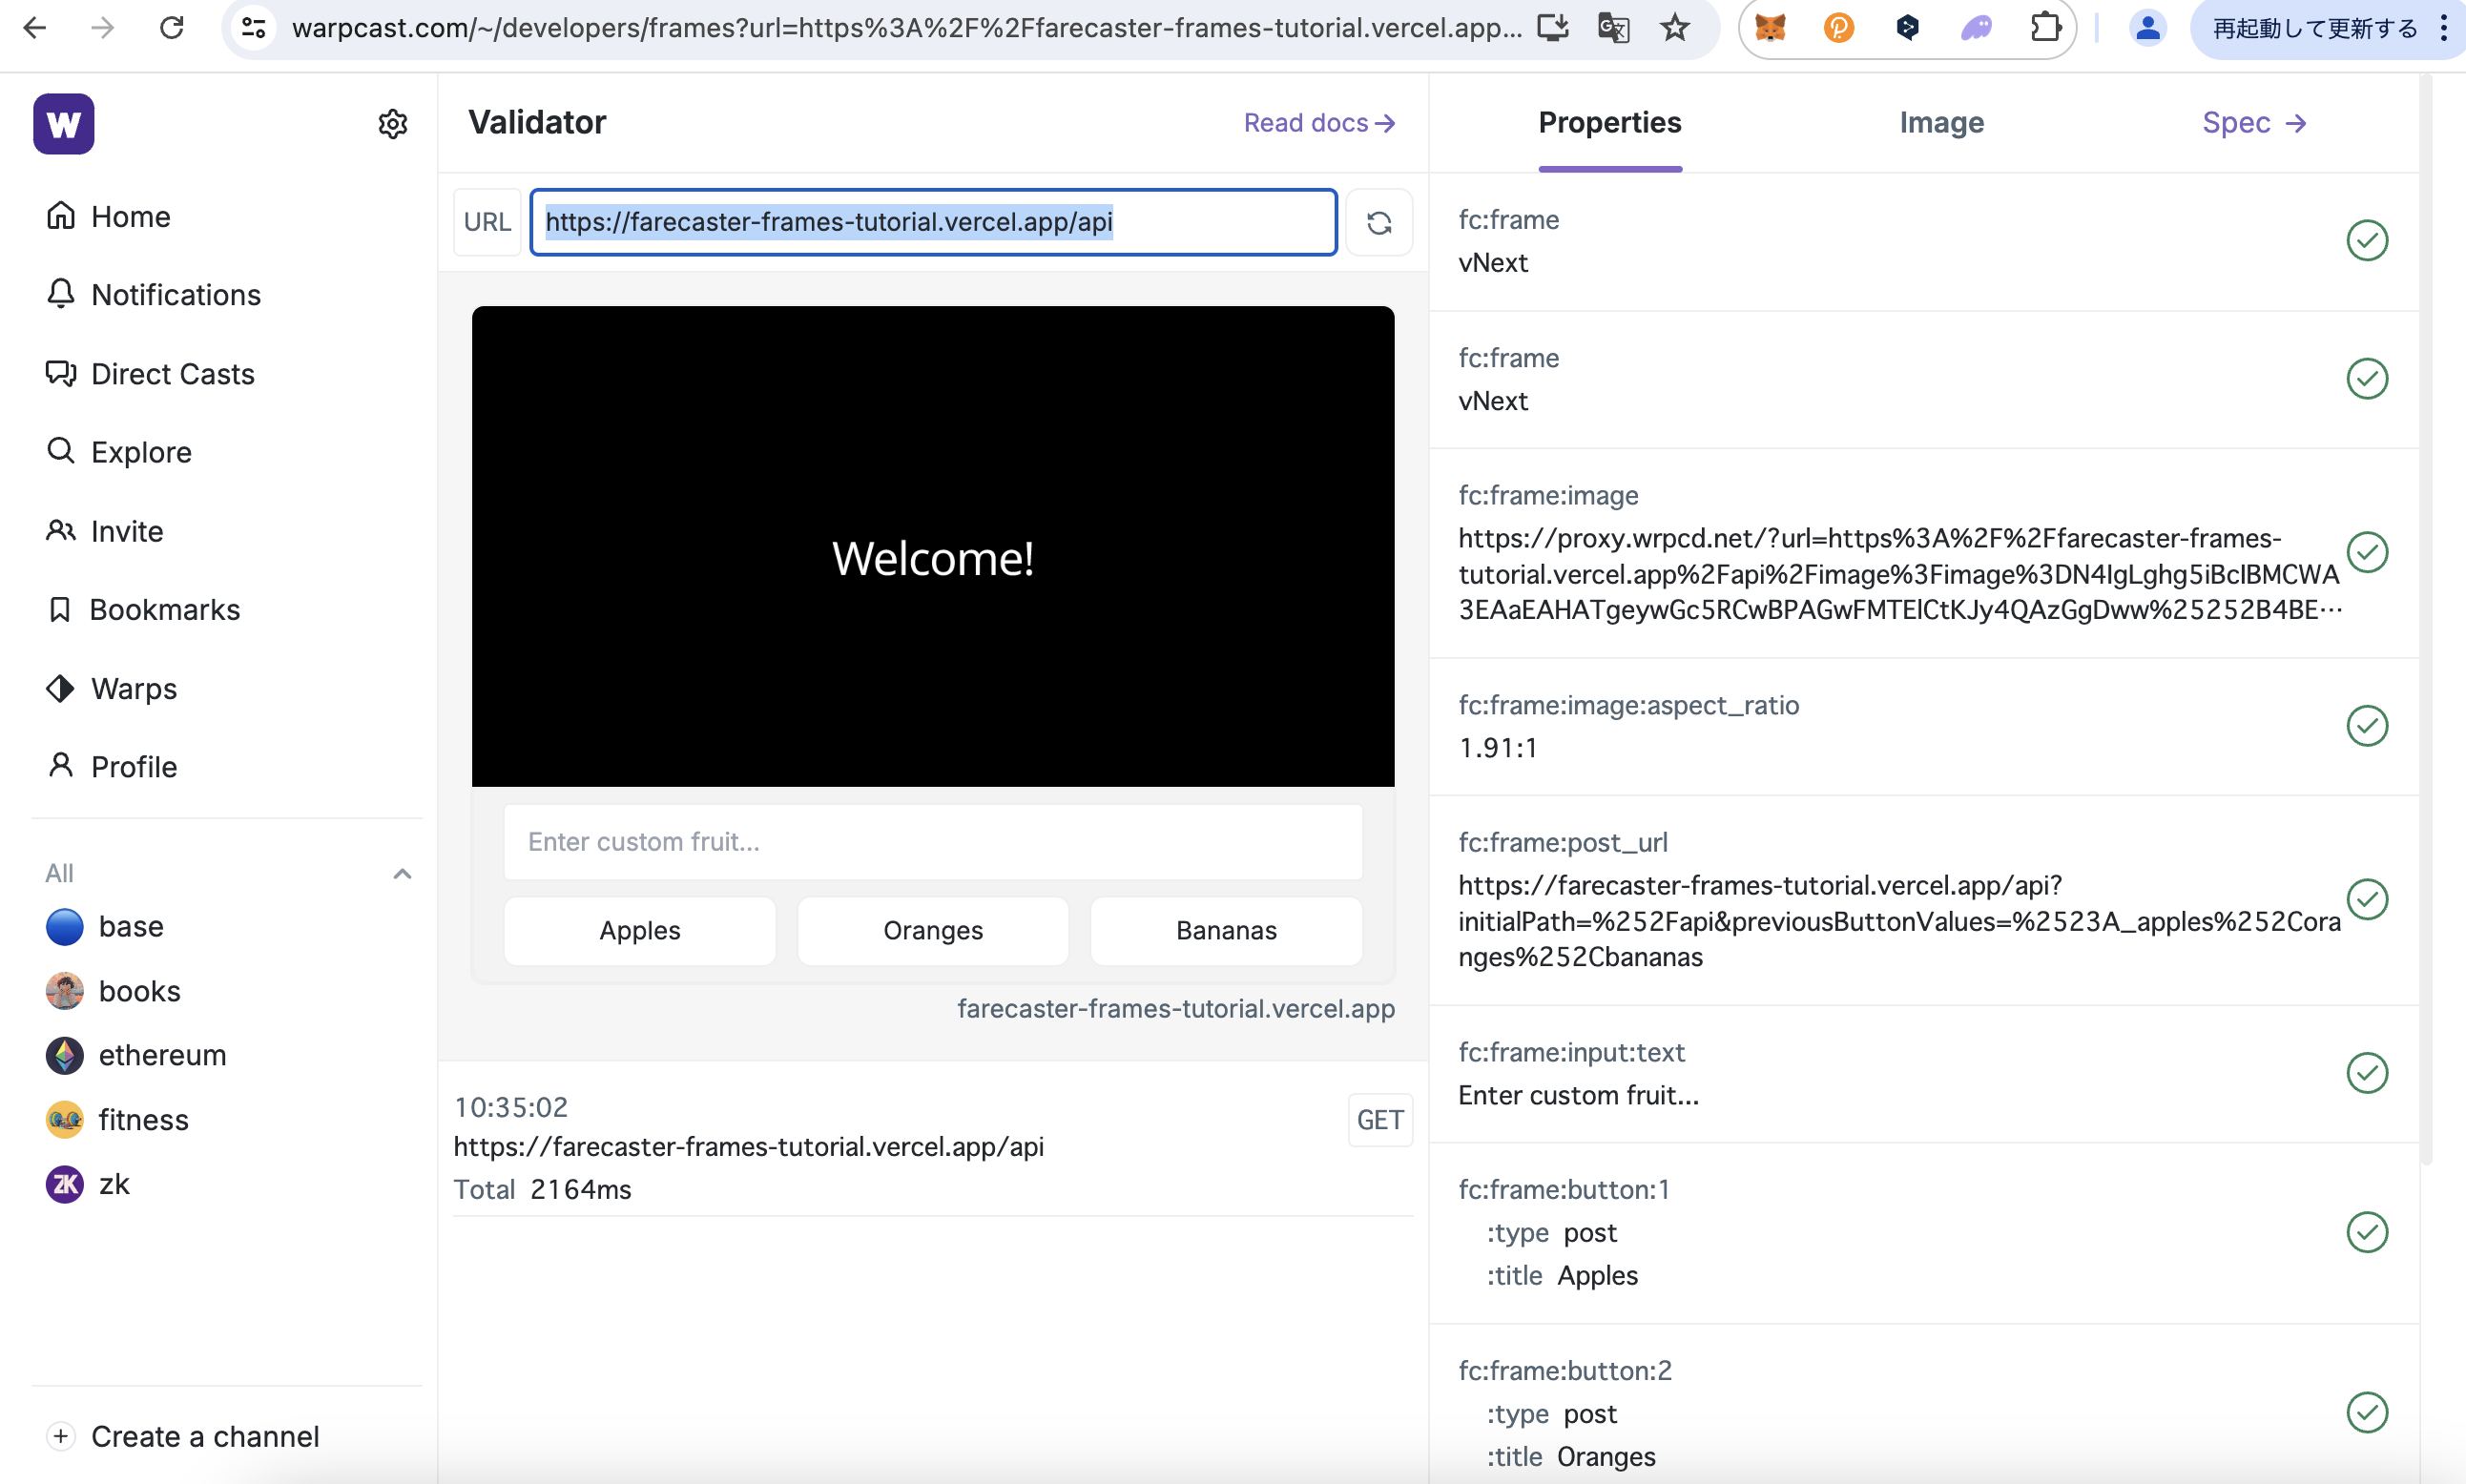 warpcast.com/~/developers/frames?url=https%3A%2F%2Ffarecaster-frames-tutorial.vercel.app...
再起動して更新する
W
Home
Notifications
Direct Casts
Explore
Invite
Bookmarks
Warps
Profile
All
base
books
ethereum
fitness
ZK
zk
Create a channel
Validator
Read docs
URL
https://farecaster-frames-tutorial.vercel.app/api
Welcome!
Enter custom fruit...
Apples
Oranges
Bananas
farecaster-frames-tutorial.vercel.app
10:35:02
GET
https://farecaster-frames-tutorial.vercel.app/api
Total 2164ms
Properties
Image
Spec
fc:frame
vNext
fc:frame
vNext
fc:frame:image
https://proxy.wrpcd.net/?url=https%3A%2F%2Ffarecaster-frames-
tutorial.vercel.app%2Fapi%2Fimage%3Fimage%3DN4IgLghg5iBcIBMCWA
3EAaEAHATgeywGc5RCwBPAGwFMTElCtKJy4QAzGgDww%25252B4BE…
fc:frame:image:aspect_ratio
1.91:1
fc:frame:post_url
https://farecaster-frames-tutorial.vercel.app/api?
initialPath=%252Fapi&previousButtonValues=%2523A_apples%252Cora
nges%252Cbananas
fc:frame:input:text
Enter custom fruit...
fc:frame:button:1
:type post
:title Apples
fc:frame:button:2
:type post
:title Oranges